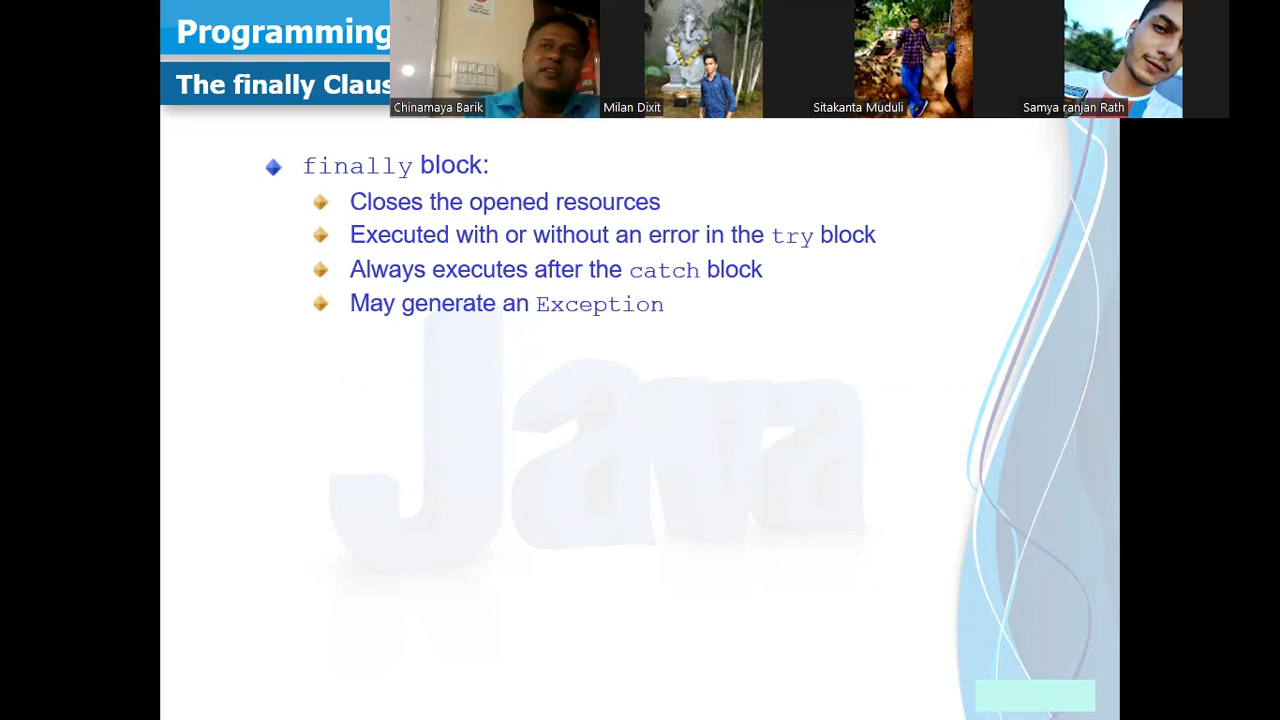 Programming
The finally Claus
Chinamaya Barik
Milan Dixit
Sitakanta Muduli
Samya ranjan Rath
finally block:
Closes the opened resources
Executed with or without an error in the try block
Always executes after the catch block
May generate an Exception
Java